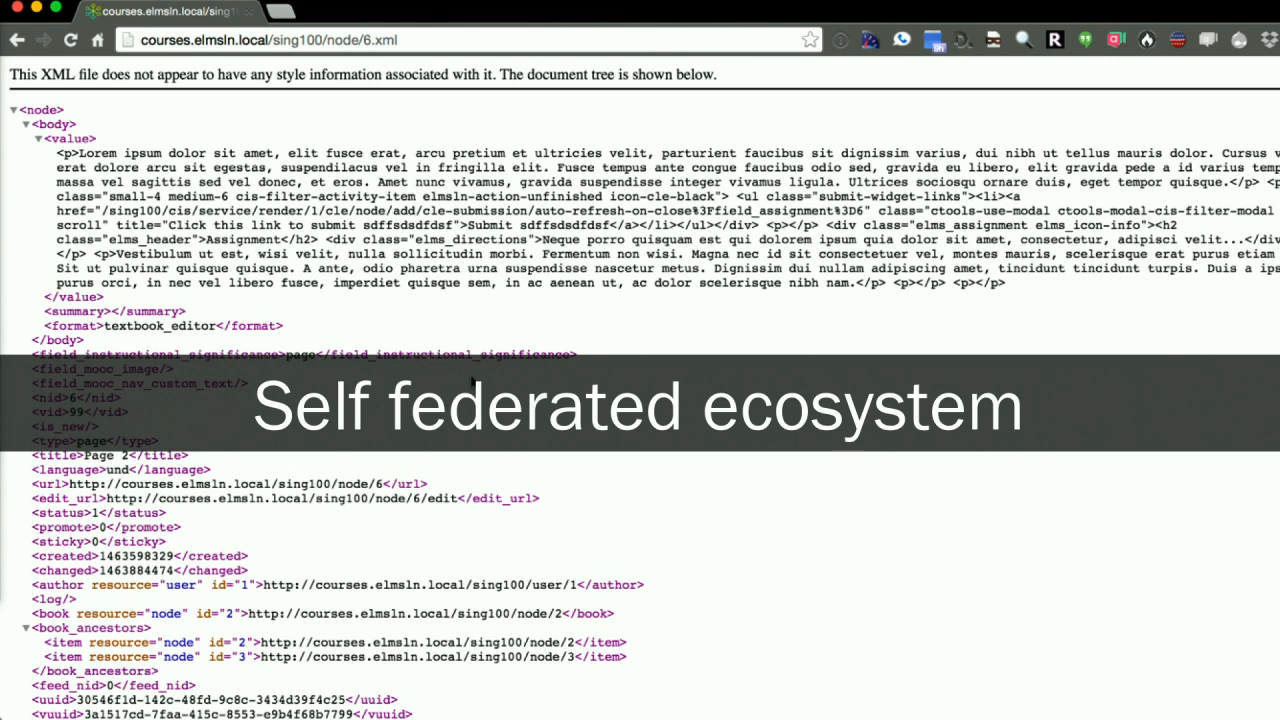 courses.elmsln.local/sing1
courses.elmsln.local/sing100/node/6.xml
This XML file does not appear to have any style information associated with it. The document tree is shown below.
<node>
<body>
<value>
<p>Lorem ipsum dolor sit amet, elit fusce erat, arcu pretium et ultricies velit, parturient faucibus sit dignissim varius, dui nibh ut tellus mauris dolor. Cursus v
erat dolore arcu sit egestas, suspendisse vel in fringilla elit. Fusce tempus ante congue faucibus odio sed, gravida eu libero, elit gravida pede a id varius temp
massa vel sagittis sed vel donec, et eros. Amet nunc vivamus, gravida suspendisse integer vivamus ligula. Ultrices sociosqu ornare duis, eget tempor quisque.</p> <p
class="small-4 medium-6 cis-filter-activity-item elmsln-action-unfinished icon-cle-black"> <ul class="submit-widget-links"><li><a
href="/sing100/cis/service/render/1/cle/node/add/cle-submission/auto-refresh-on-close%3Ffield_assignment%3D6" class="ctools-use-modal ctools-modal-cis-filter-modal
scroll" title="Click this link to submit sdffsdsdfdsf">Submit sdffsdsdfdsf</a></li></ul></div> <p></p> <div class="elms_assignment elms_icon-info"><h2
class="elms_header">Assignment</h2> <div class="elms_directions">Neque porro quisquam est qui dolorem ipsum quia dolor sit amet, consectetur, adipisci velit...</div
</p> <p>Vestibulum ut est, wisi velit, nulla sollicitudin morbi. Fermentum non wisi. Magna nec id sit consectetuer vel, montes mauris, scelerisque erat purus etiam
Sit ut pulvinar quisque quisque. A ante, odio pharetra urna suspendisse nascetur metus. Dignissim dui nullam adipiscing amet, tincidunt tincidunt turpis. Duis a ips
purus orci, in nec vel libero fusce, imperdiet quisque sem, in ac aenean ut, ac dolor scelerisque nibh nam.</p> <p></p> <p></p>
</value>
<summary></summary>
<format>textbook_editor</format>
</body>
<field_instructional_significance>page</field_instructional_significance>
<field_mooc_image/>
<field_mooc_nav_custom_text/>
Self federated ecosystem
<nid>6</nid>
<vid>99</vid>
<is_new/>
<type>page</type>
<title>Page 2</title>
<language>und</language>
<url>http://courses.elmsln.local/sing100/node/6</url>
<edit_url>http://courses.elmsln.local/sing100/node/6/edit</edit_url>
<status>1</status>
<promote>0</promote>
<sticky>0</sticky>
<created>1463598329</created>
<changed>1463884474</changed>
<author resource="user" id="1">http://courses.elmsln.local/sing100/user/1</author>
<log/>
<book resource="node" id="2">http://courses.elmsln.local/sing100/node/2</book>
<book_ancestors>
<item resource="node" id="2">http://courses.elmsln.local/sing100/node/2</item>
<item resource="node" id="3">http://courses.elmsln.local/sing100/node/3</item>
</book_ancestors>
<feed_nid>0</feed_nid>
<uuid>30546f1d-142c-48fd-9c8c-3434d39f4c25</uuid>
<vuuid>3a1517cd-7faa-415c-8553-e9b4f68b7799</vuuid>